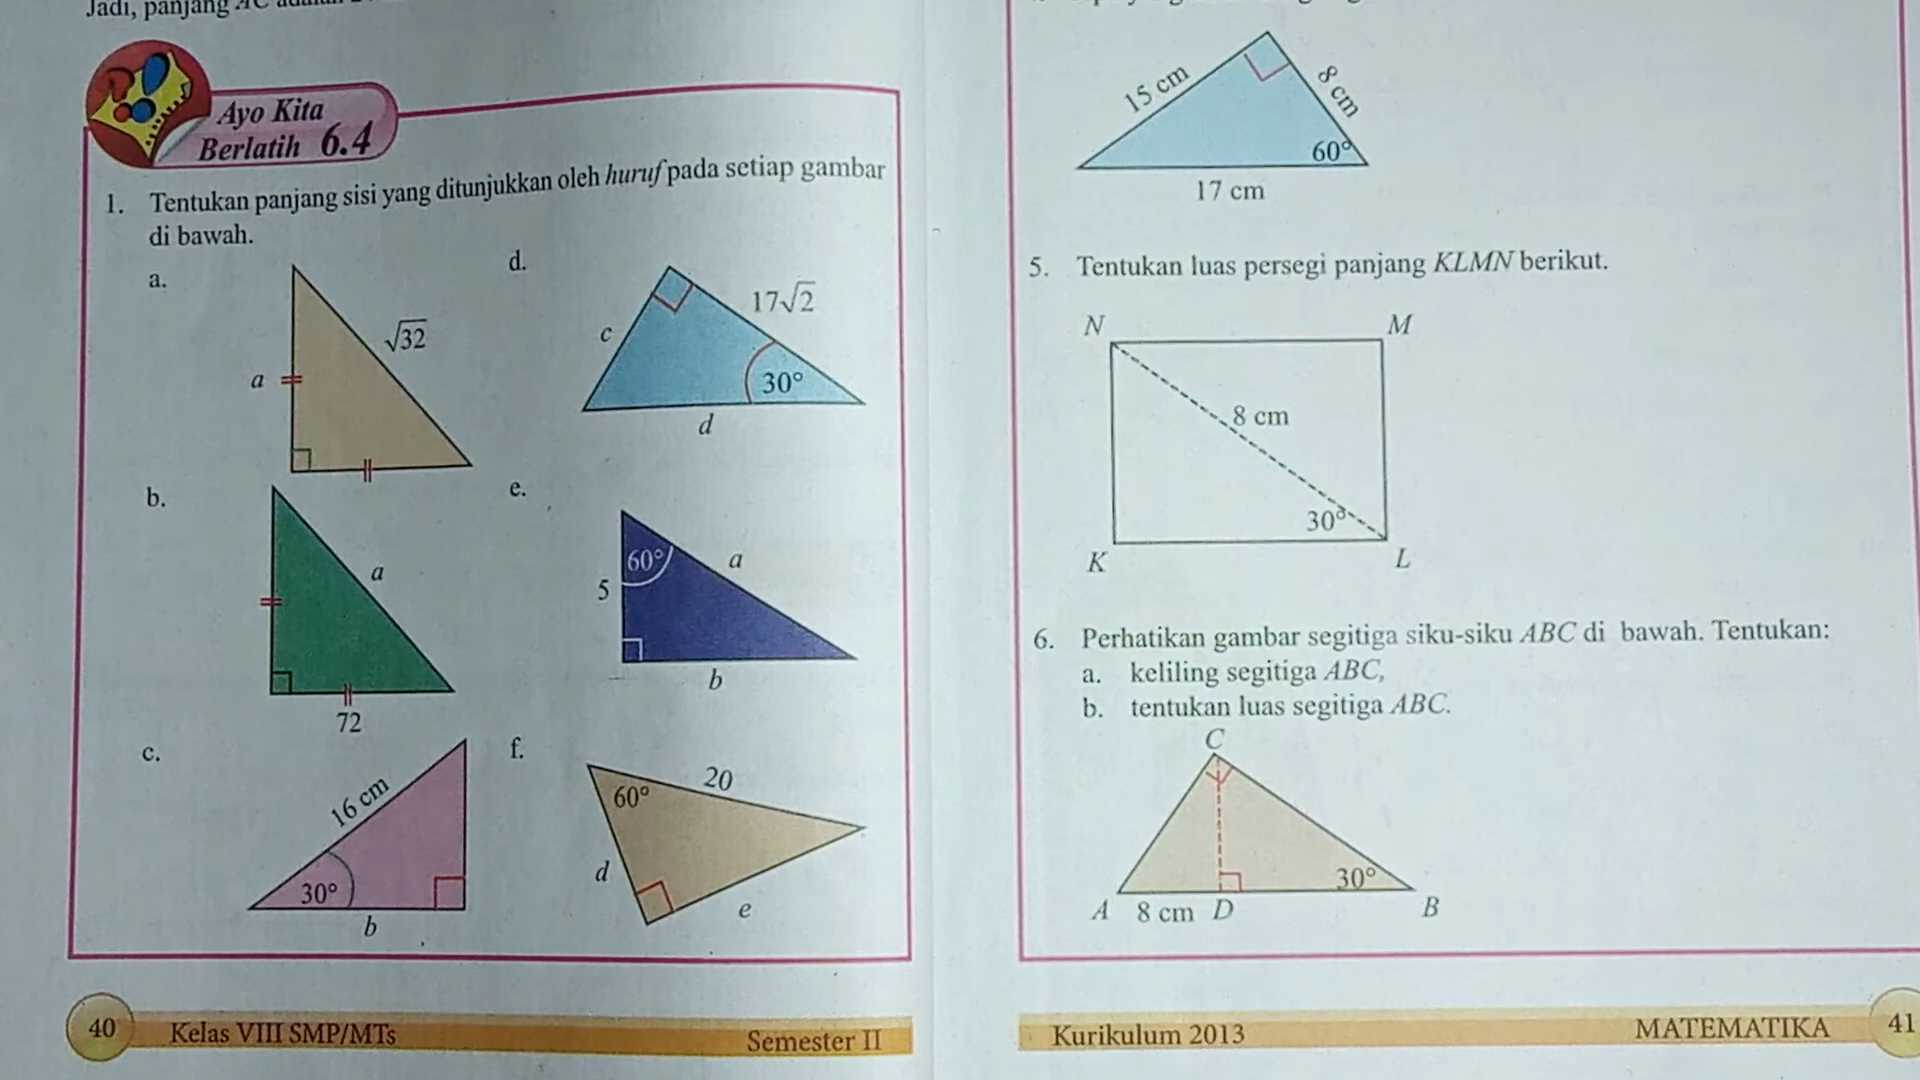 Jadi, panjang AC
Ayo Kita
Berlatih 6.4
1. Tentukan panjang sisi yang ditunjukkan oleh huruf pada setiap gambar
di bawah.
a.
√32
a
b.
a
72
c.
16 cm
30°
b
d.
17√2
c
30°
d
e.
60°
a
5
b
f.
20
60°
d
e
40 Kelas VIII SMP/MTs Semester II
15 cm
8 cm
60°
17 cm
5. Tentukan luas persegi panjang KLMN berikut.
N M
8 cm
30°
K L
6. Perhatikan gambar segitiga siku-siku ABC di bawah. Tentukan:
a. keliling segitiga ABC,
b. tentukan luas segitiga ABC.
C
30°
A 8 cm D B
Kurikulum 2013 MATEMATIKA 41